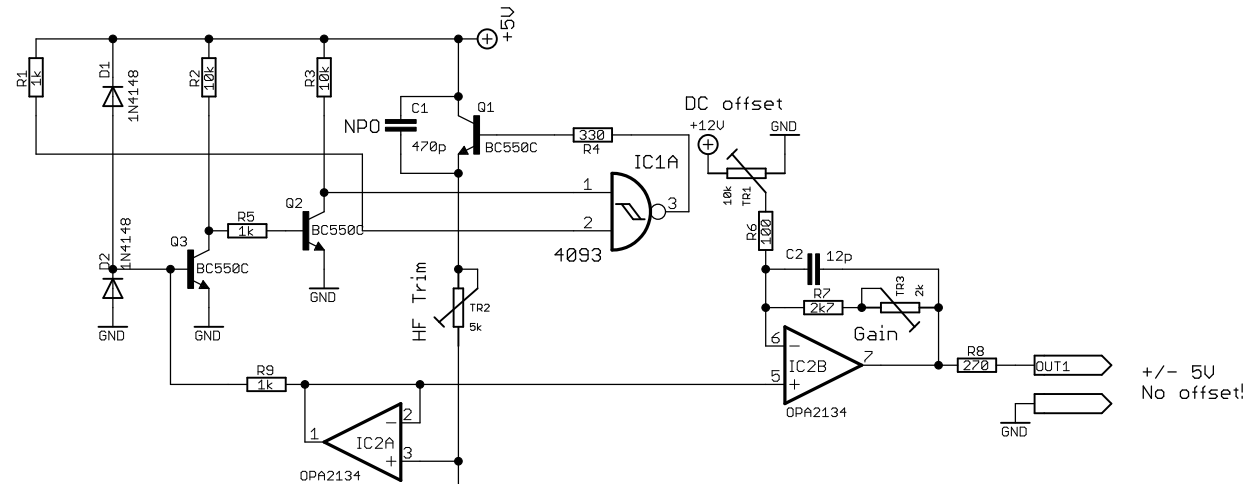 +5V
R1
1k
D1
1N4148
R2
10k
R3
10k
C1
NPO
470p
Q1
BC550C
330
R4
DC offset
+12V
GND
10k
TR1
IC1A
1
2
3
4093
R6
100
R5
1k
Q2
BC550C
GND
D2
1N4148
Q3
BC550C
GND
GND
HF Trim
TR2
5k
C2
12p
R7
2k7
TR3
2k
Gain
6
5
7
IC2B
OPA2134
R8
270
OUT1
GND
+/- 5V
No offset!
R9
1k
1
2
3
IC2A
OPA2134